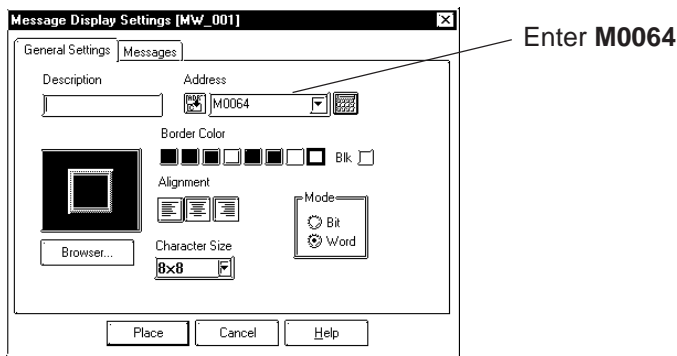 Message Display Settings [MW_001]
Enter M0064
General Settings
Messages
Description
Address
M0064
Border Color
Blk
Alignment
Mode
Bit
Word
Browser...
Character Size
8×8
Place
Cancel
Help